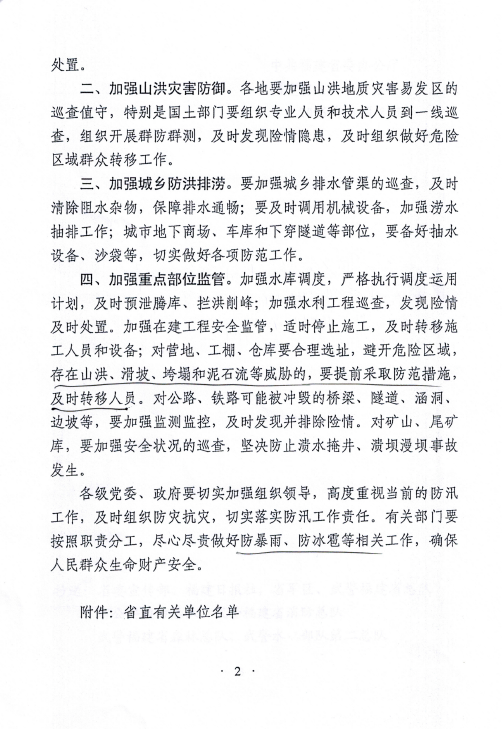 处置。
二、加强山洪灾害防御。各地要加强山洪地质灾害易发区的
巡查值守，特别是国土部门要组织专业人员和技术人员到一线巡
查，组织开展群防群测，及时发现险情隐患，及时组织做好危险
区域群众转移工作。
三、加强城乡防洪排涝。要加强城乡排水管渠的巡查，及时
清除阻水杂物，保障排水通畅；要及时调用机械设备，加强涝水
抽排工作；城市地下商场、车库和下穿隧道等部位，要备好抽水
设备、沙袋等，切实做好各项防范工作。
四、加强重点部位监管。加强水库调度，严格执行调度运用
计划，及时预泄腾库、拦洪削峰；加强水利工程巡查，发现险情
及时处置。加强在建工程安全监管，适时停止施工，及时转移施
工人员和设备；对营地、工棚、仓库要合理选址，避开危险区域，
存在山洪、滑坡、垮塌和泥石流等威胁的，要提前采取防范措施，
及时转移人员。对公路、铁路可能被冲毁的桥梁、隧道、涵洞、
边坡等，要加强监测监控，及时发现并排除险情。对矿山、尾矿
库，要加强安全状况的巡查，坚决防止溃水掩井、溃坝漫坝事故
发生。
各级党委、政府要切实加强组织领导，高度重视当前的防汛
工作，及时组织防灾抗灾，切实落实防汛工作责任。有关部门要
按照职责分工，尽心尽责做好防暴雨、防冰雹等相关工作，确保
人民群众生命财产安全。
附件：省直有关单位名单
· 2 ·